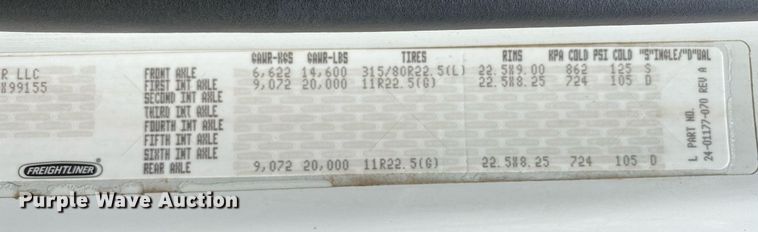 GAWR-KGS GAWR-LBS TIRES RIMS KPA COLD PSI COLD "S"INGLE/"D"UAL
R LLC FRONT AXLE 6,622 14,600 315/80R22.5(L) 22.5X9.00 862 125 S
X99155 FIRST INT AXLE 9,072 20,000 11R22.5(G) 22.5X8.25 724 105 D
SECOND INT AXLE
THIRD INT AXLE
FOURTH INT AXLE
FIFTH INT AXLE
SIXTH INT AXLE
FREIGHTLINER REAR AXLE 9,072 20,000 11R22.5(G) 22.5X8.25 724 105 D
L PART NO.
24-01177-070 REV A
Purple Wave Auction